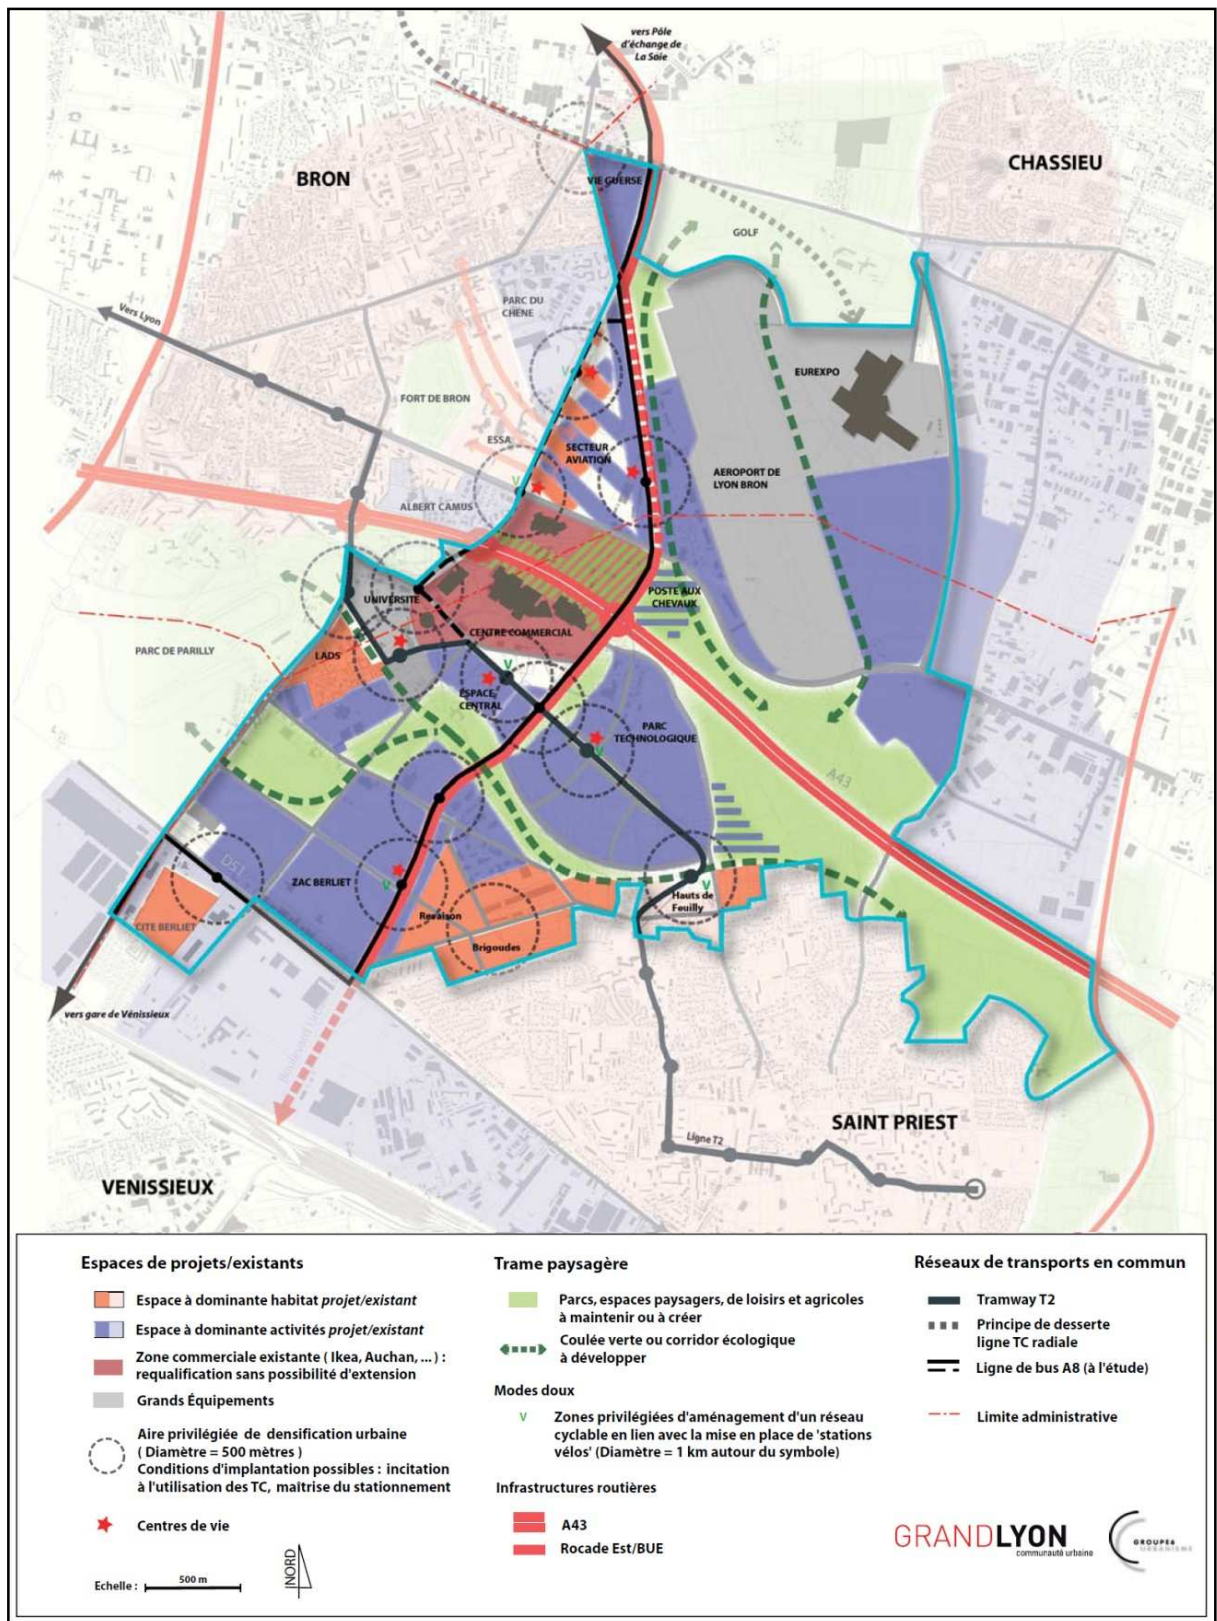 vers Pôle
d'échange de
La Soie
BRON
CHASSIEU
VIE GUERSE
GOLF
PARC DU
CHENE
Vers Lyon
EUREXPO
FORT DE BRON
ESSA
SECTEUR
AVIATION
AEROPORT DE
LYON BRON
ALBERT CAMUS
UNIVERSITÉ
POSTE AUX
CHEVAUX
CENTRE COMMERCIAL
PARC DE PARILLY
LADS
ESPACE
CENTRAL
PARC
TECHNOLOGIQUE
A43
D51
ZAC BERLIET
Revaison
Hauts de
Feuilly
CITE BERLIET
Brigoudes
vers gare de Vénissieux
SAINT PRIEST
Ligne T2
VENISSIEUX
Espaces de projets/existants
Espace à dominante habitat projet/existant
Espace à dominante activités projet/existant
Zone commerciale existante ( Ikea, Auchan, ... ) :
requalification sans possibilité d'extension
Grands Équipements
Aire privilégiée de densification urbaine
( Diamètre = 500 mètres )
Conditions d'implantation possibles : incitation
à l'utilisation des TC, maîtrise du stationnement
Centres de vie
Echelle :
500 m
NORD
Trame paysagère
Parcs, espaces paysagers, de loisirs et agricoles
à maintenir ou à créer
Coulée verte ou corridor écologique
à développer
Modes doux
V
Zones privilégiées d'aménagement d'un réseau
cyclable en lien avec la mise en place de 'stations
vélos' (Diamètre = 1 km autour du symbole)
Infrastructures routières
A43
Rocade Est/BUE
Réseaux de transports en commun
Tramway T2
Principe de desserte
ligne TC radiale
Ligne de bus A8 (à l'étude)
Limite administrative
GRANDLYON
communauté urbaine
GROUPE6
URBANISME